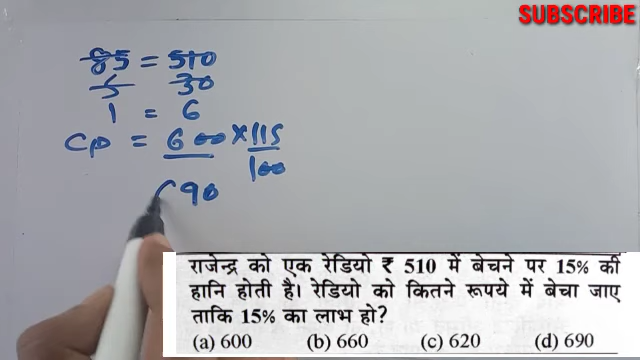 SUBSCRIBE
85 = 510
5 30
1 = 6
CP = 600 × 115
100
690
राजेन्द्र को एक रेडियो ₹ 510 में बेचने पर 15% की
हानि होती है। रेडियो को कितने रूपये में बेचा जाए
ताकि 15% का लाभ हो?
(a) 600 (b) 660 (c) 620 (d) 690